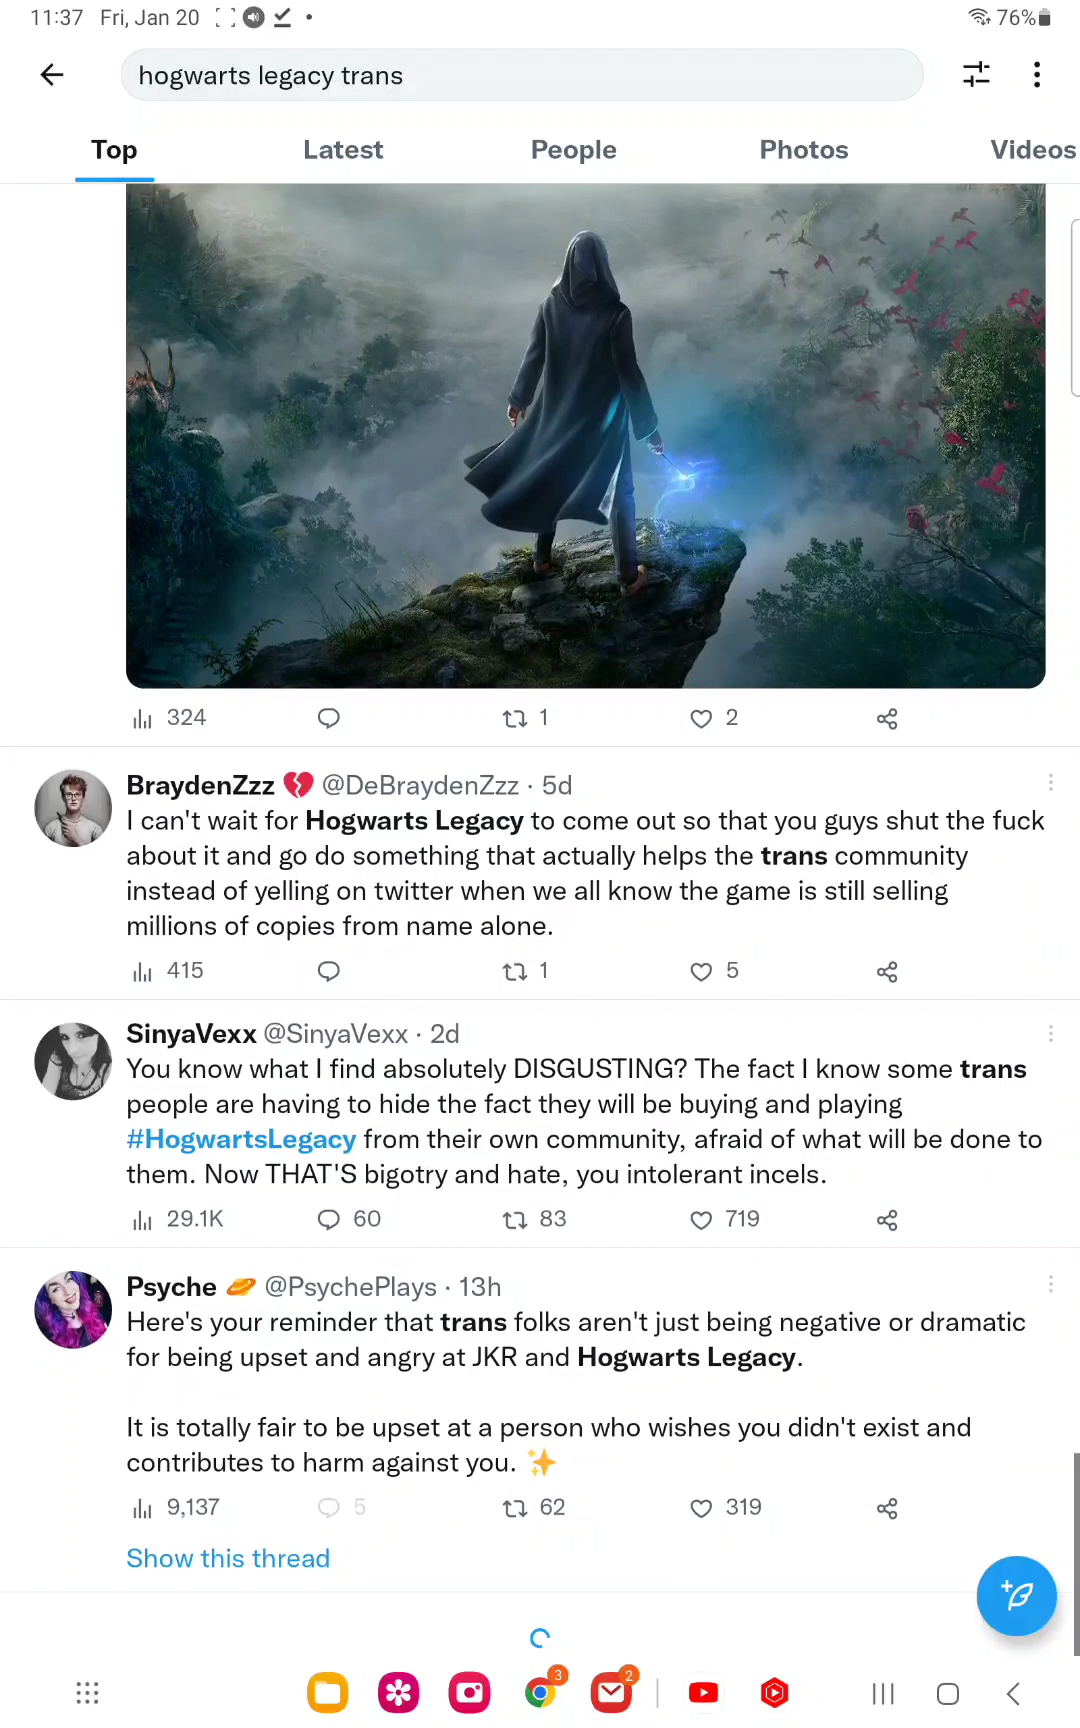 11:37 Fri, Jan 20 76%
hogwarts legacy trans
Top Latest People Photos Videos
324 1 2
BraydenZzz 💔 @DeBraydenZzz · 5d
I can't wait for Hogwarts Legacy to come out so that you guys shut the fuck
about it and go do something that actually helps the trans community
instead of yelling on twitter when we all know the game is still selling
millions of copies from name alone.
415 1 5
SinyaVexx @SinyaVexx · 2d
You know what I find absolutely DISGUSTING? The fact I know some trans
people are having to hide the fact they will be buying and playing
#HogwartsLegacy from their own community, afraid of what will be done to
them. Now THAT'S bigotry and hate, you intolerant incels.
29.1K 60 83 719
Psyche 🪐 @PsychePlays · 13h
Here's your reminder that trans folks aren't just being negative or dramatic
for being upset and angry at JKR and Hogwarts Legacy.
It is totally fair to be upset at a person who wishes you didn't exist and
contributes to harm against you. ✨
9,137 5 62 319
Show this thread
3 2